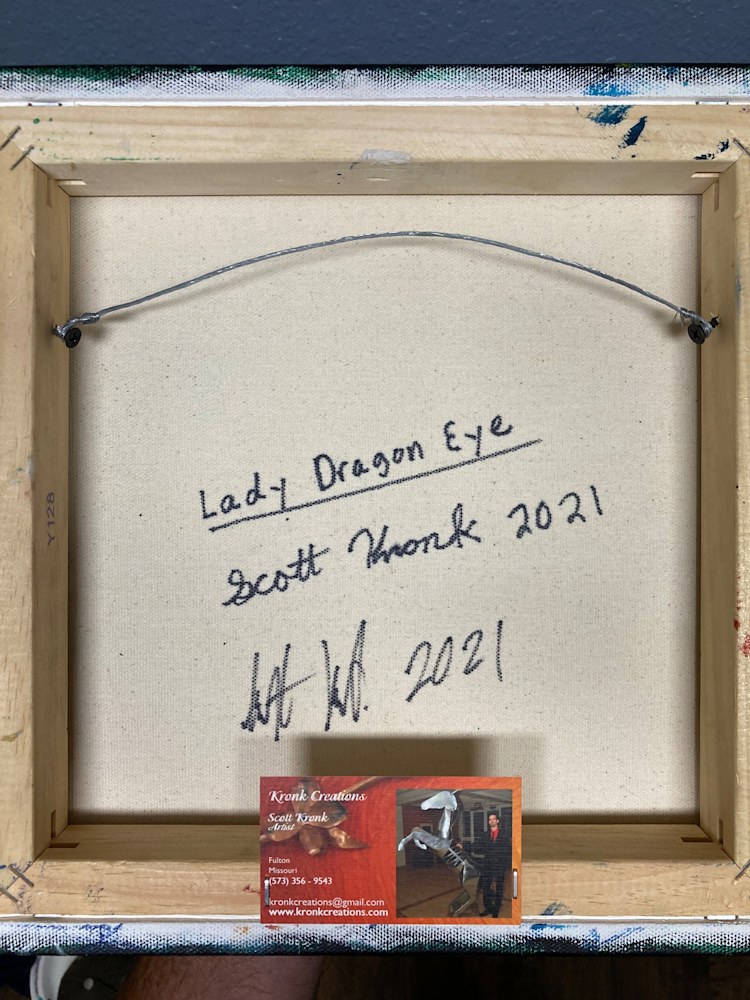 Lady Dragon Eye
Scott Kronk 2021
2021
Y128
Kronk Creations
Scott Kronk
Artist
Fulton
Missouri
(573) 356 - 9543
kronkcreations@gmail.com
www.kronkcreations.com